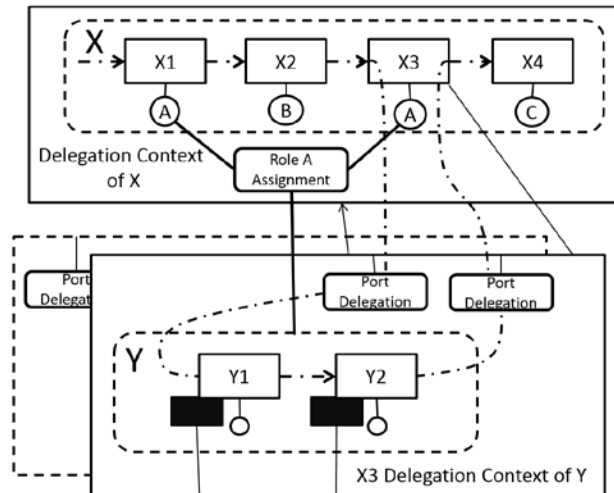 X
X1
X2
X3
X4
A
B
A
C
Delegation Context
of X
Role A
Assignment
Port
Port
Delegation
Port
Delegation
Y
Y1
Y2
X3 Delegation Context of Y